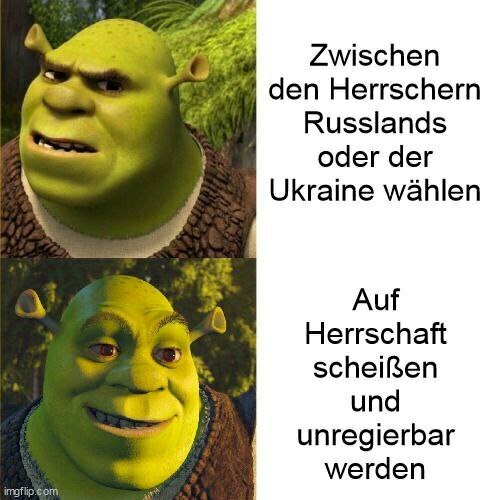 Zwischen
den Herrschern
Russlands
oder der
Ukraine wählen
Auf
Herrschaft
scheißen
und
unregierbar
werden
imgflip.com